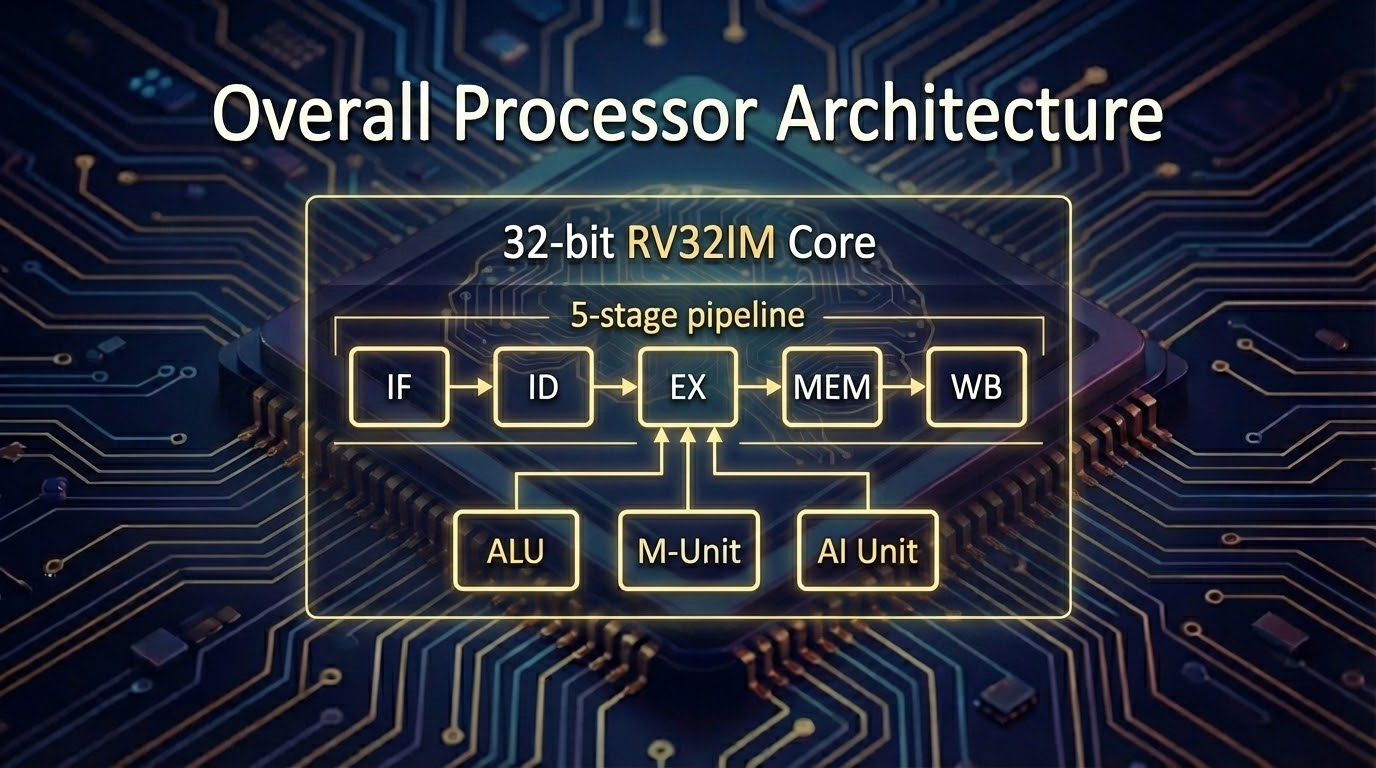 Overall Processor Architecture
32-bit RV32IM Core
5-stage pipeline
IF
ID
EX
MEM
WB
ALU
M-Unit
AI Unit